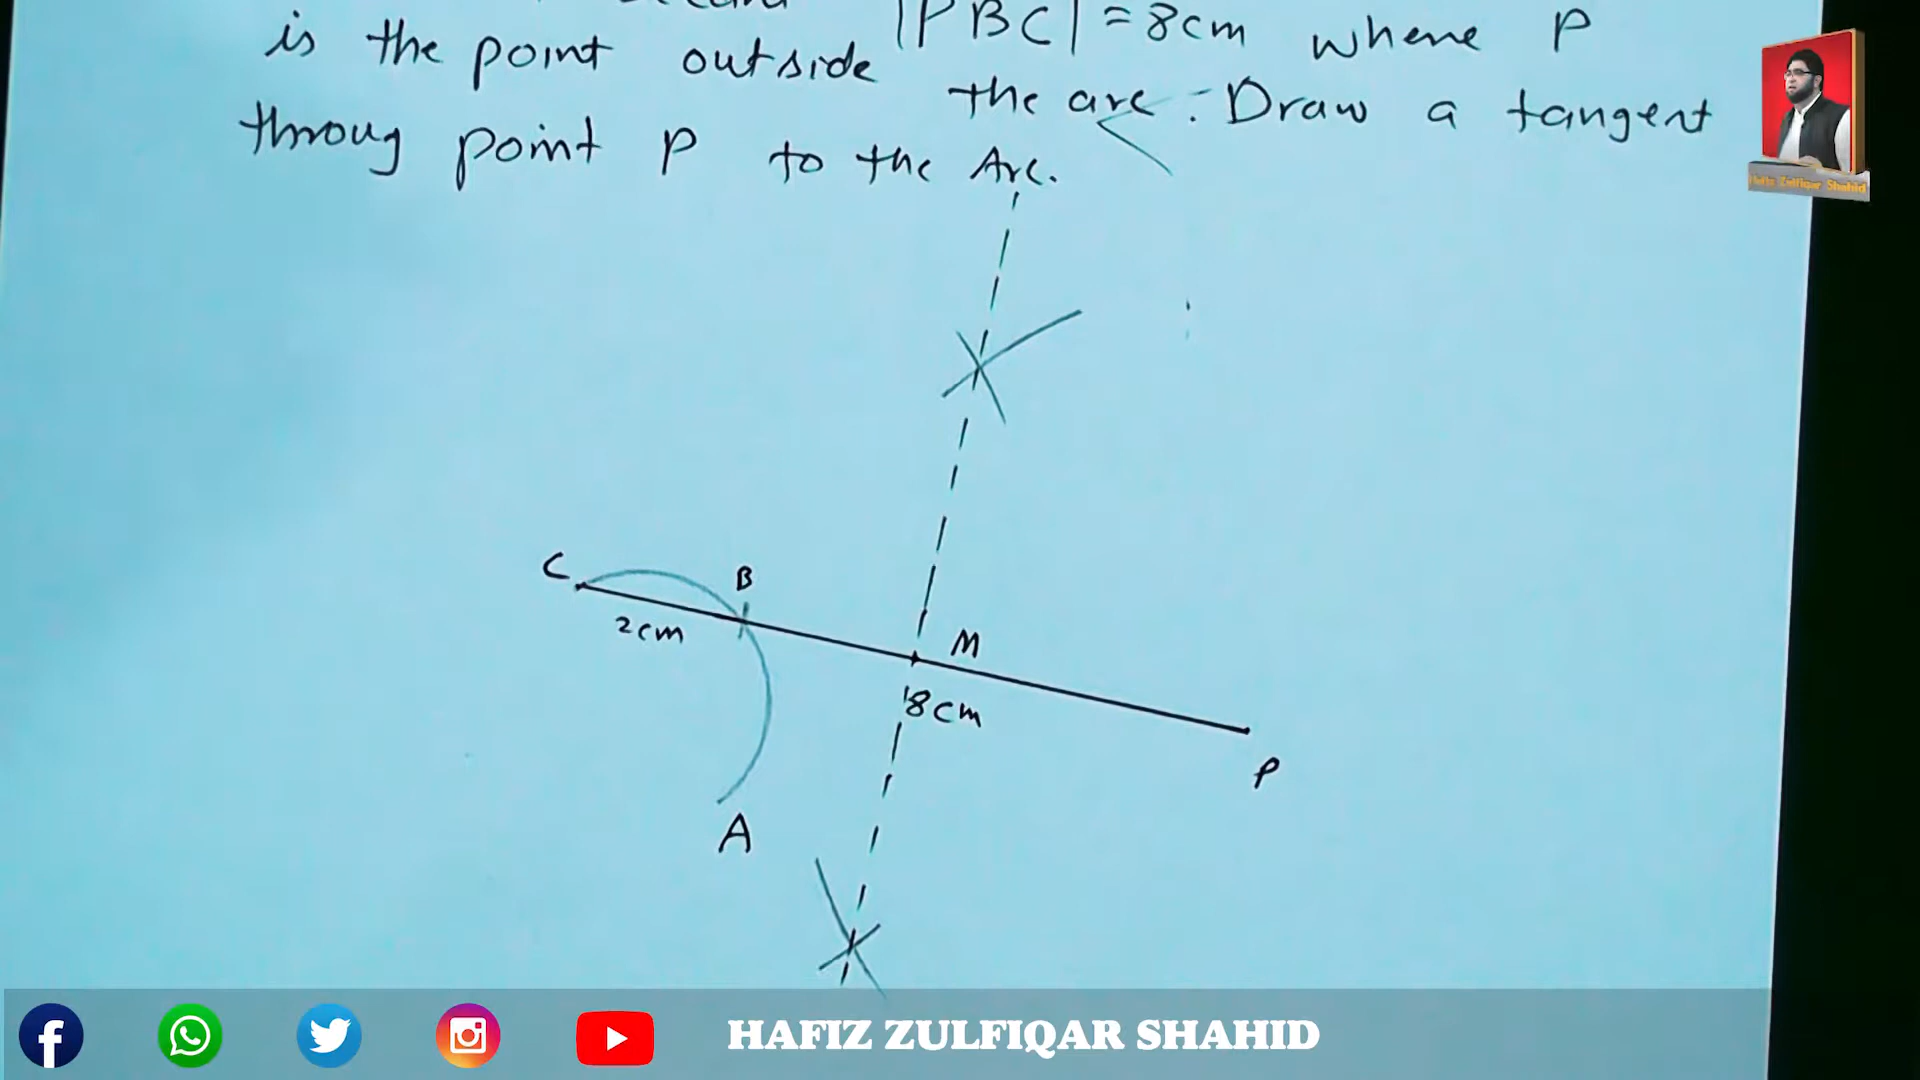 |PBC| = 8cm where P
is the point outside the arc. Draw a tangent
throug point P to the Arc.
Hafiz Zulfiqar Shahid
C
B
2cm
M
8cm
P
A
HAFIZ ZULFIQAR SHAHID